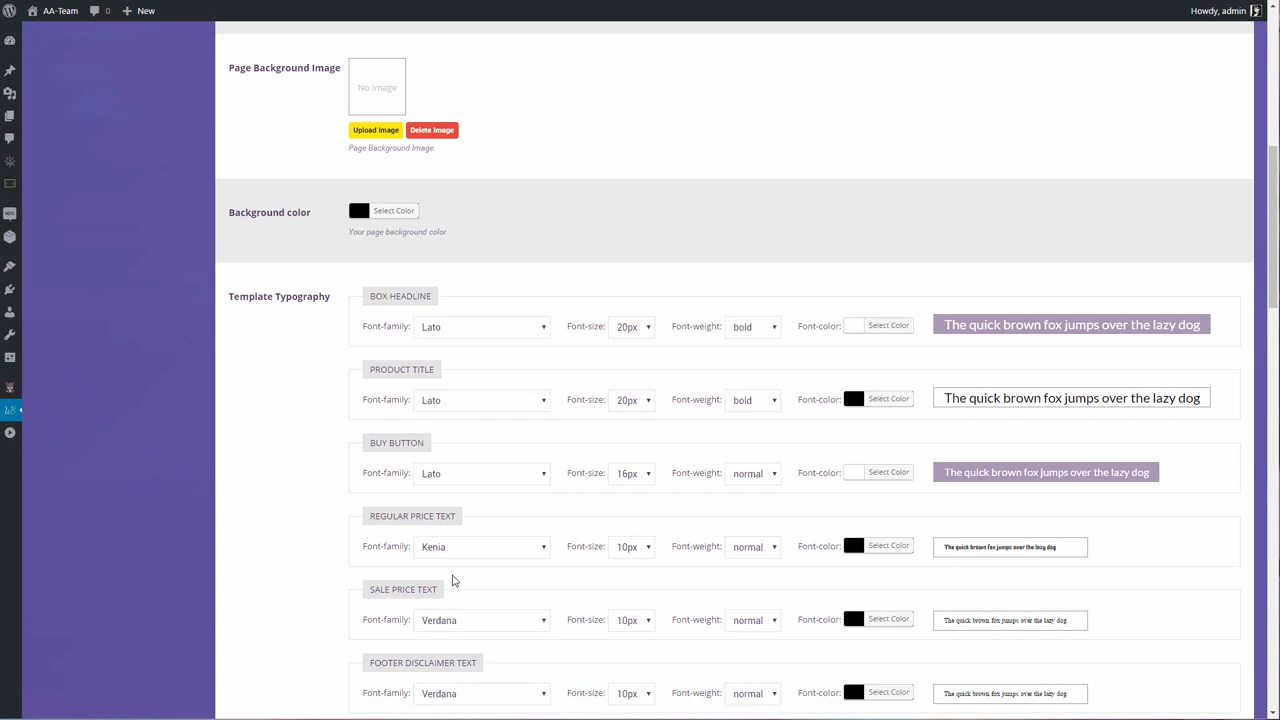 AA-Team 0 New Howdy, admin
Page Background Image
No Image
Upload Image Delete Image
Page Background Image.
Background color Select Color
Your page background color
Template Typography
BOX HEADLINE
Font-family: Lato Font-size: 20px Font-weight: bold Font-color: Select Color The quick brown fox jumps over the lazy dog
PRODUCT TITLE
Font-family: Lato Font-size: 20px Font-weight: bold Font-color: Select Color The quick brown fox jumps over the lazy dog
BUY BUTTON
Font-family: Lato Font-size: 16px Font-weight: normal Font-color: Select Color The quick brown fox jumps over the lazy dog
REGULAR PRICE TEXT
Font-family: Kenia Font-size: 10px Font-weight: normal Font-color: Select Color The quick brown fox jumps over the lazy dog
SALE PRICE TEXT
Font-family: Verdana Font-size: 10px Font-weight: normal Font-color: Select Color The quick brown fox jumps over the lazy dog
FOOTER DISCLAIMER TEXT
Font-family: Verdana Font-size: 10px Font-weight: normal Font-color: Select Color The quick brown fox jumps over the lazy dog